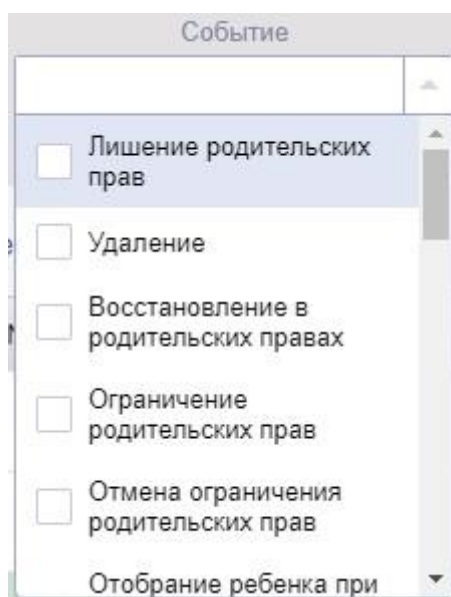 Событие
Лишение родительских
прав
Удаление
Восстановление в
родительских правах
Ограничение
родительских прав
Отмена ограничения
родительских прав
Отобрание ребенка при